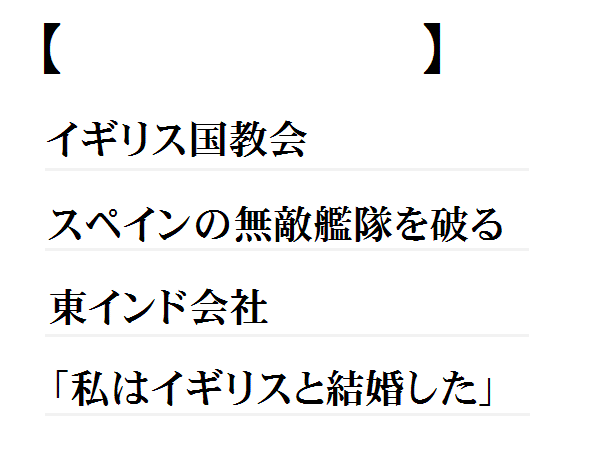 【　　　　　　　　　】
イギリス国教会
スペインの無敵艦隊を破る
東インド会社
「私はイギリスと結婚した」